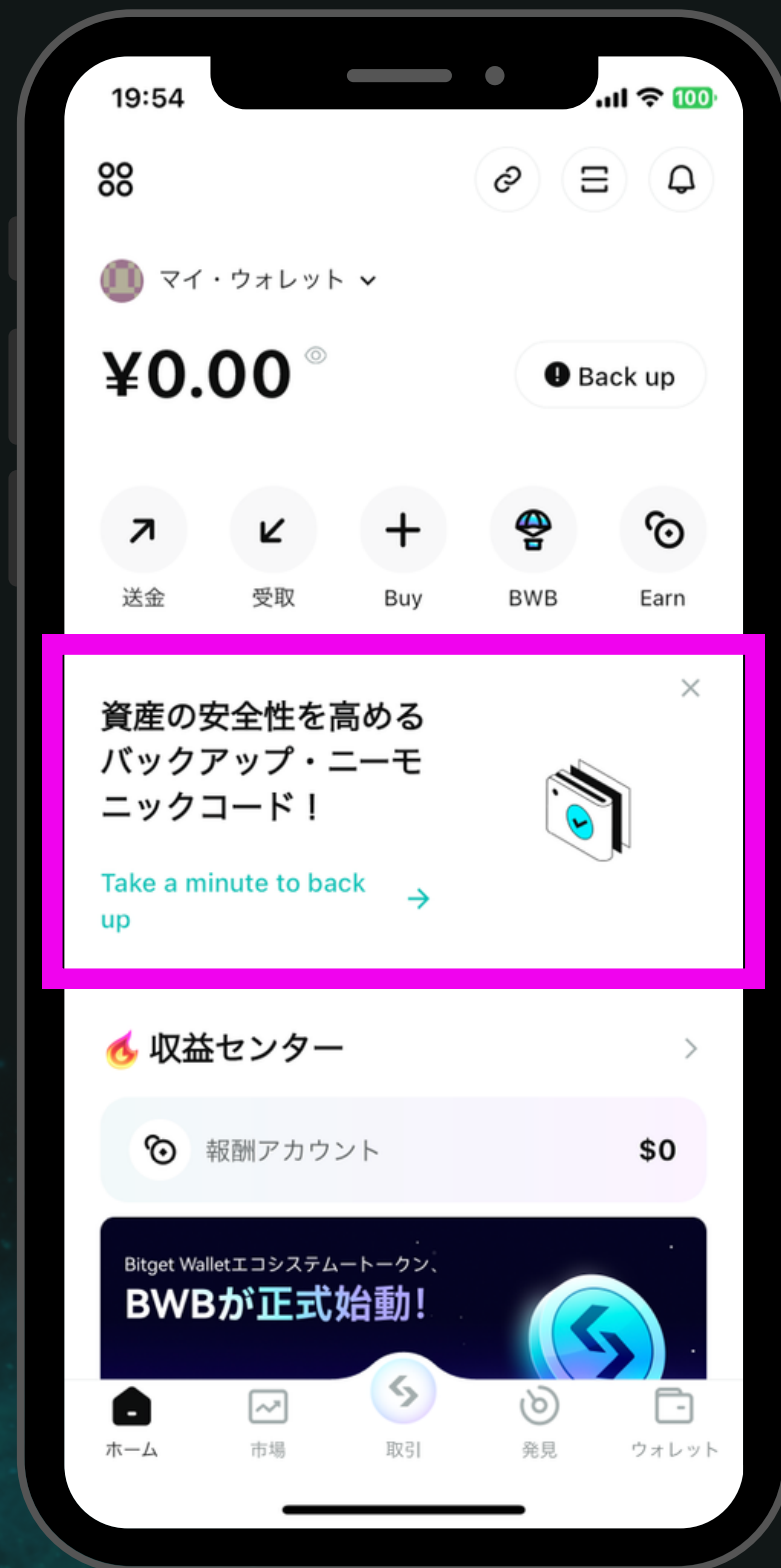 19:54
100
マイ・ウォレット
¥0.00
Back up
送金
受取
Buy
BWB
Earn
資産の安全性を高める
バックアップ・ニーモ
ニックコード！
Take a minute to back
up
収益センター
報酬アカウント
$0
Bitget Walletエコシステムートークン、
BWBが正式始動！
ホーム
市場
取引
発見
ウォレット